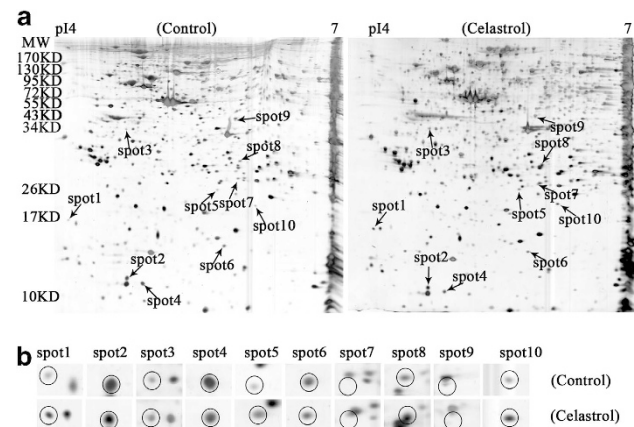 a pI4 (Control) 7 pI4 (Celastrol) 7
MW
170KD
130KD
95KD
72KD
55KD
43KD
34KD
26KD
17KD
10KD
spot9
spot8
spot3
spot1
spot5
spot7
spot10
spot6
spot2
spot4
spot9
spot3
spot8
spot7
spot1
spot5
spot10
spot2
spot4
spot6
b spot1 spot2 spot3 spot4 spot5 spot6 spot7 spot8 spot9 spot10
(Control)
(Celastrol)